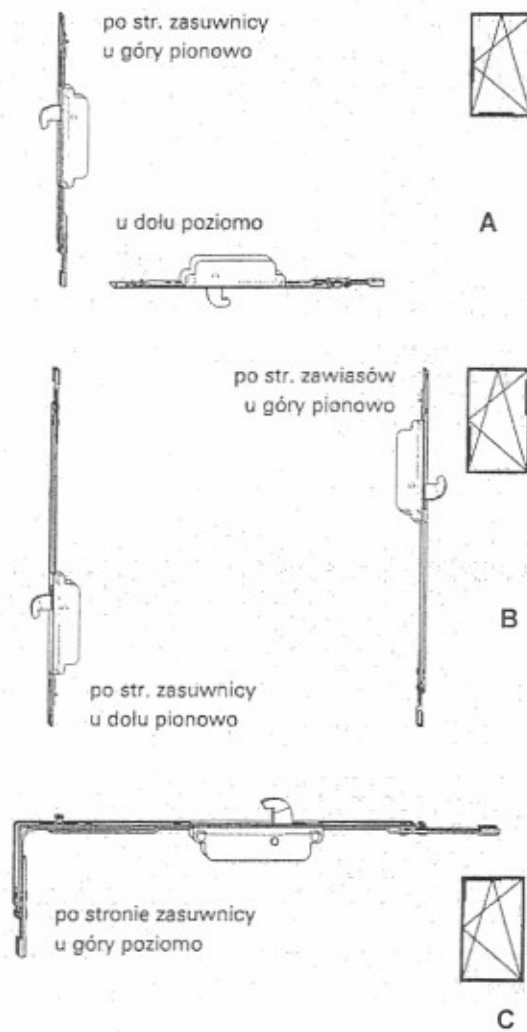 po str. zasuwnicy
u góry pionowo
u dołu poziomo
A
po str. zawiasów
u góry pionowo
B
po str. zasuwnicy
u dołu pionowo
po stronie zasuwnicy
u góry poziomo
C